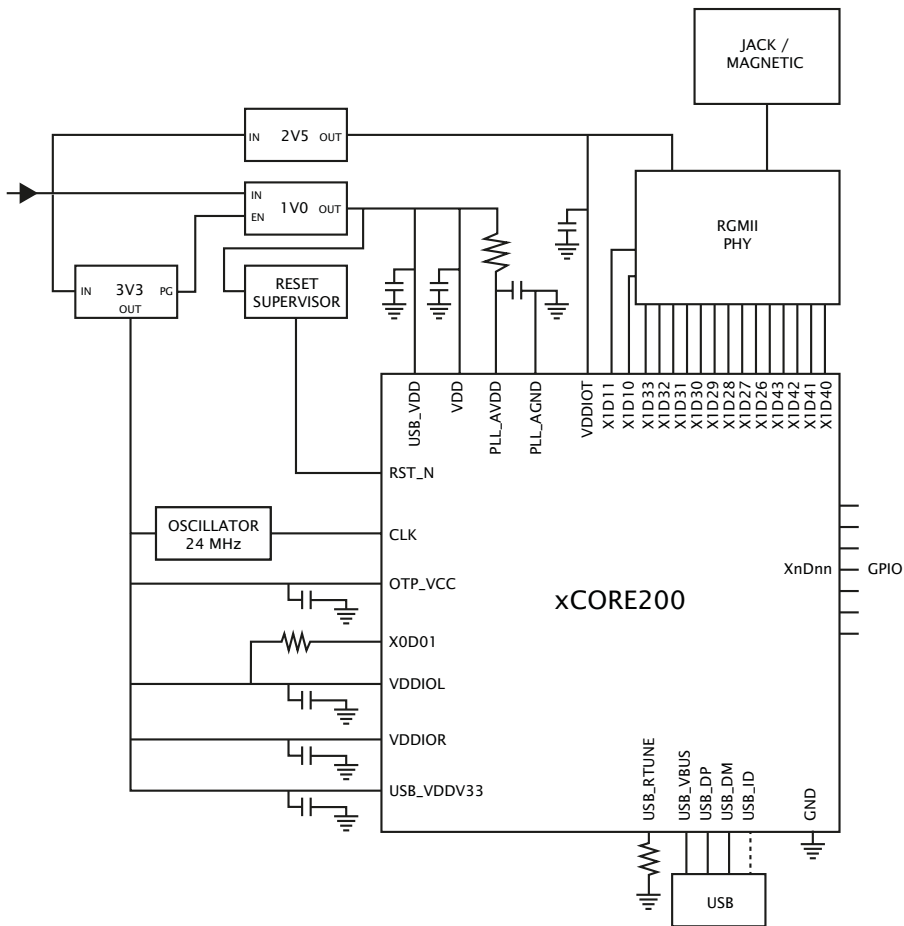 JACK /
MAGNETIC
IN 2V5 OUT
IN
1V0 OUT
EN
RGMII
PHY
IN 3V3 PG
OUT
RESET
SUPERVISOR
USB_VDD
VDD
PLL_AVDD
PLL_AGND
VDDIOT
X1D11
X1D10
X1D33
X1D32
X1D31
X1D30
X1D29
X1D28
X1D27
X1D26
X1D43
X1D42
X1D41
X1D40
RST_N
OSCILLATOR
24 MHz
CLK
XnDnn GPIO
OTP_VCC
xCORE200
X0D01
VDDIOL
VDDIOR
USB_VDDV33
USB_RTUNE
USB_VBUS
USB_DP
USB_DM
USB_ID
GND
USB